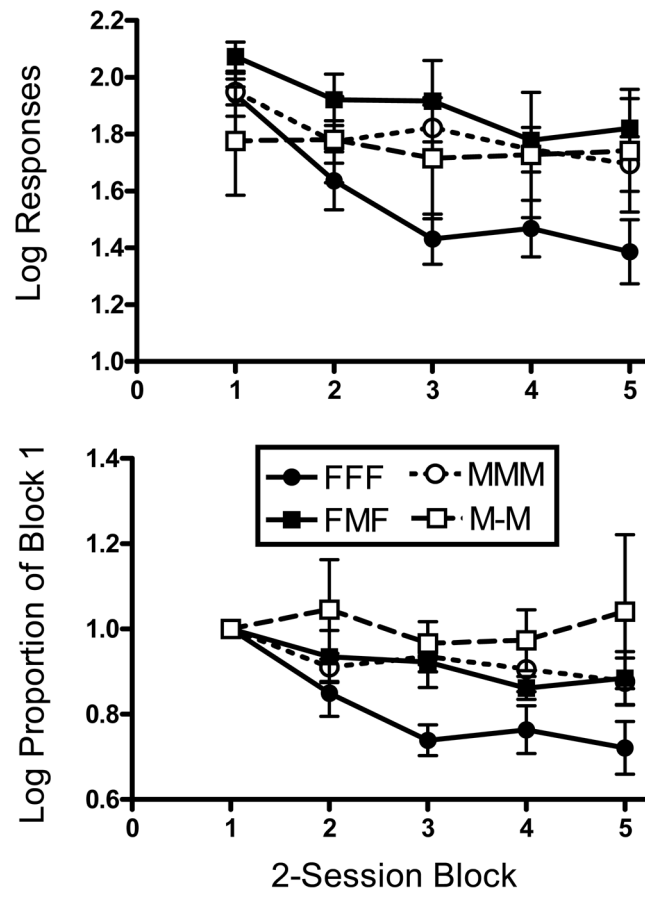 Log Responses
2.2
2.0
1.8
1.6
1.4
1.2
1.0
0 1 2 3 4 5
Log Proportion of Block 1
1.4
1.2
1.0
0.8
0.6
FFF MMM
FMF M-M
0 1 2 3 4 5
2-Session Block